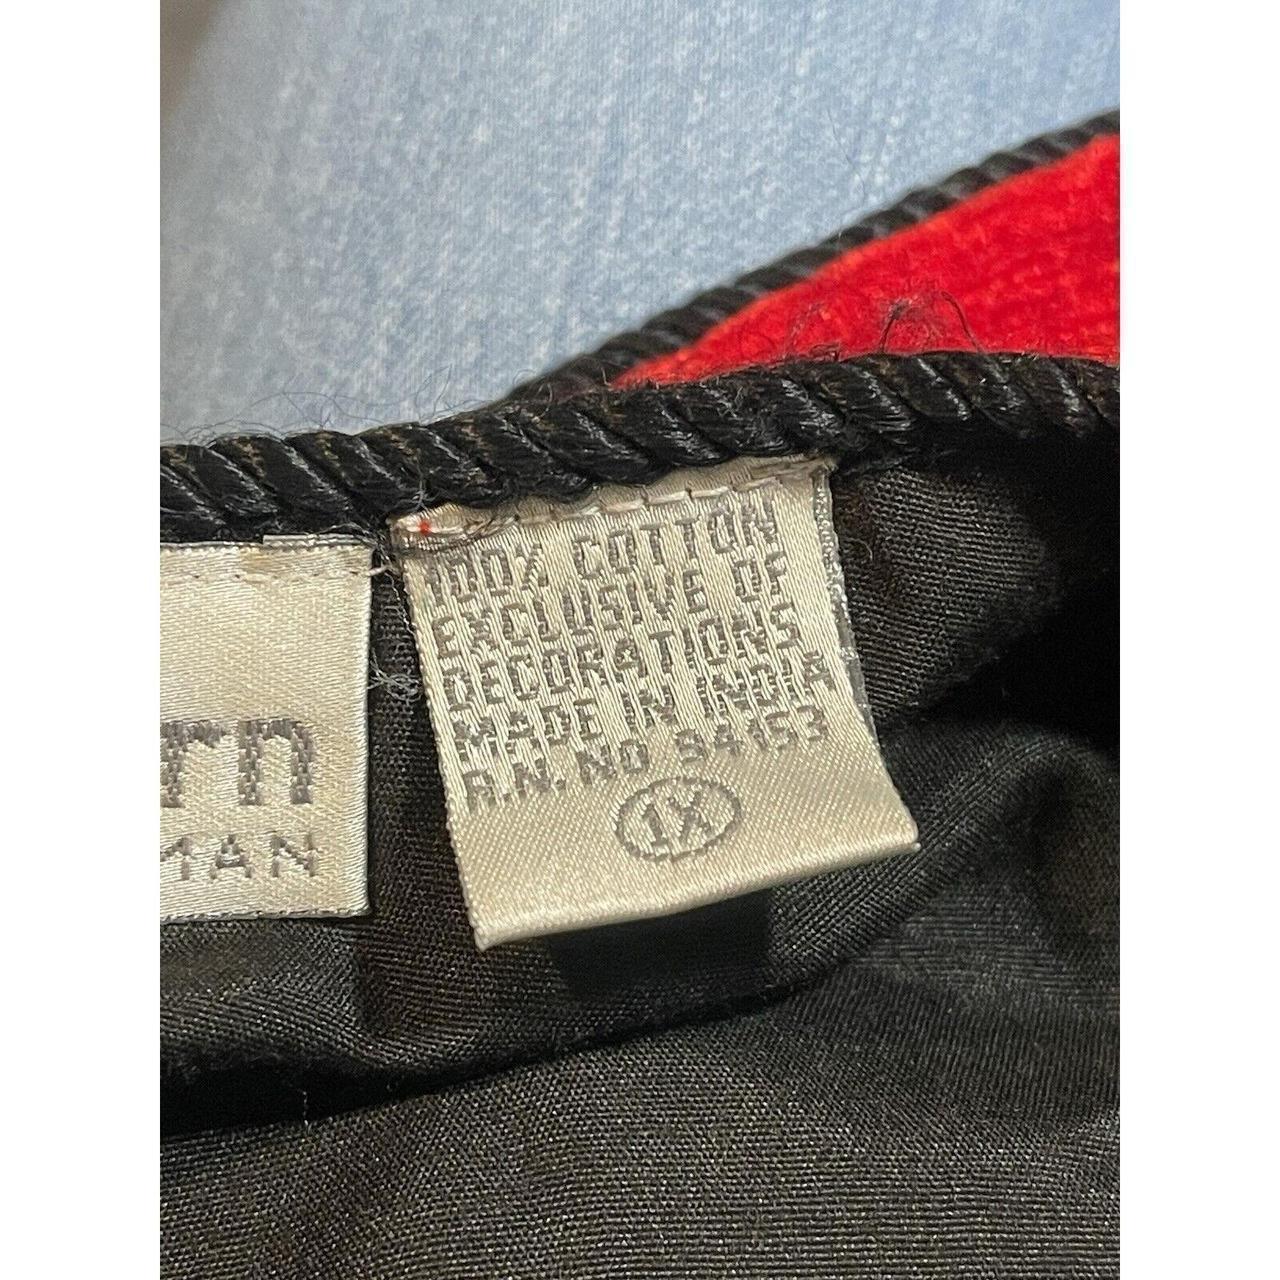 100% COTTON
EXCLUSIVE OF
DECORATIONS
MADE IN INDIA
R.N. NO 94153
1X
rn
MAN